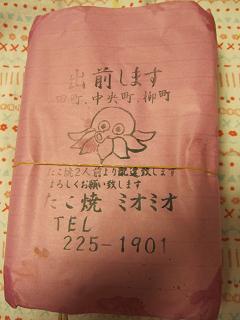 出前します
田町、中央町、柳町
たこ焼2人前より配達致します
よろしくお願い致します
たこ焼 ミオミオ
TEL
225-1901